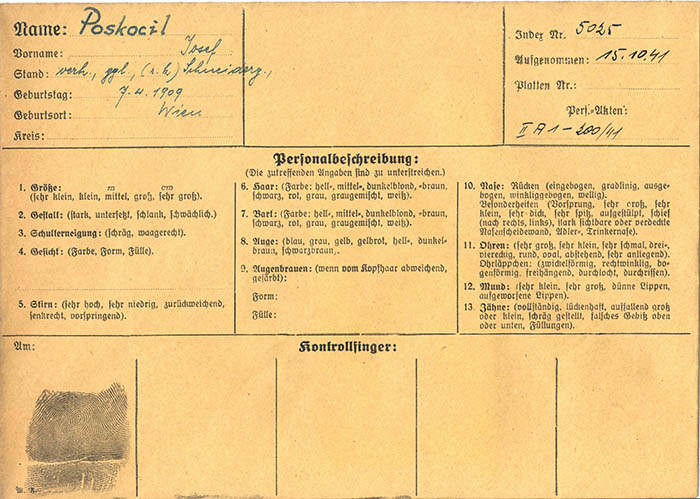 Name: Poskocil
Vorname: Josef
Stand: verh., ggl., (r. k.) Schneiderg.,
Geburtstag: 7.4.1909
Geburtsort: Wien
Kreis:
Index Nr. 5025
Aufgenommen: 15.10.41
Platten Nr.:
Pers.-Akten:
II A 1 - 200/41
Personalbeschreibung:
(Die zutreffenden Angaben sind zu unterstreichen.)
1. Größe: m cm
(sehr klein, klein, mittel, groß, sehr groß).
2. Gestalt: (stark, untersetzt, schlank, schwächlich.)
3. Schulterneigung: (schräg, waagerecht).
4. Gesicht: (Farbe, Form, Fülle).
5. Stirn: (sehr hoch, sehr niedrig, zurückweichend,
senkrecht, vorspringend).
6. Haar: (Farbe: hell-, mittel-, dunkelblond, -braun,
schwarz, rot, grau, graugemischt, weiß).
7. Bart: (Farbe: hell-, mittel-, dunkelblond, -braun,
schwarz, rot, grau, graugemischt, weiß).
8. Auge: (blau, grau, gelb, gelbrot, hell-, dunkel-
braun, schwarzbraun,.
9. Augenbrauen: (wenn vom Kopfhaar abweichend,
gefärbt):
Form:
Fülle:
10. Nase: Rücken (eingebogen, gradlinig, ausge-
bogen, winkliggebogen, wellig).
Besonderheiten (Vorsprung, sehr groß, sehr
klein, sehr dick, sehr spitz, aufgestülpt, schief
(nach rechts, links), stark sichtbare oder verdeckte
Nasenscheidewand, Adler-, Trinkernase).
11. Ohren: (sehr groß, sehr klein, sehr schmal, drei-,
viereckig, rund, oval, abstehend, sehr anliegend).
Ohrläppchen: (zwickelförmig, rechtwinklig, bo-
genförmig, freihängend, durchlocht, durchrissen).
12. Mund: (sehr klein, sehr groß, dünne Lippen,
aufgeworfene Lippen).
13. Zähne: (vollständig, lückenhaft, auffallend groß
oder klein, schräg gestellt, falsches Gebiß oben
oder unten, Füllungen).
Am:
Kontrollfinger: